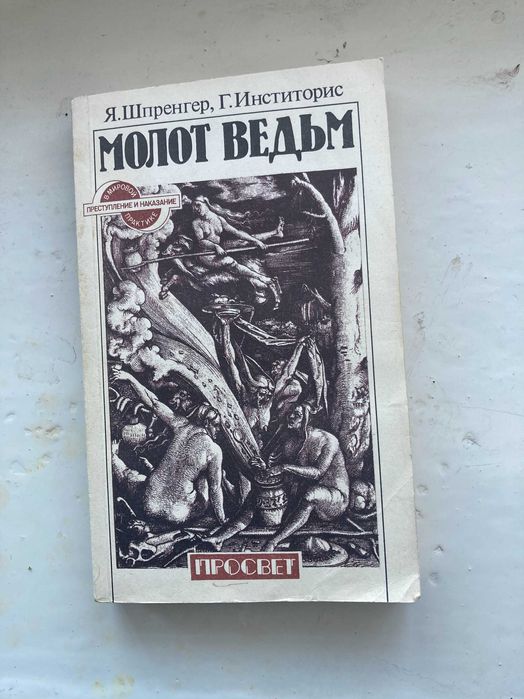 Я.Шпренгер, Г.Инститорис
МОЛОТ ВЕДЬМ
В МИРОВОЙ
ПРЕСТУПЛЕНИЕ И НАКАЗАНИЕ
ПРАКТИКЕ
ПРОСВЕТ